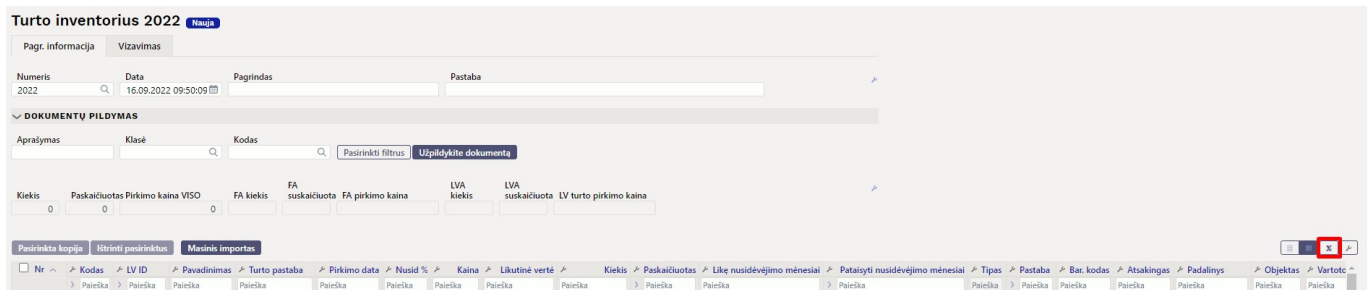 Turto inventorius 2022 Nauja
Pagr. informacija Vizavimas
Numeris Data Pagrindas Pastaba
2022 16.09.2022 09:50:09
DOKUMENTŲ PILDYMAS
Aprašymas Klasė Kodas
Pasirinkti filtrus Užpildykite dokumentą
Kiekis Paskaičiuotas Pirkimo kaina VISO FA kiekis FA suskaičiuota FA pirkimo kaina LVA kiekis LVA suskaičiuota LV turto pirkimo kaina
0 0 0
Pasirinkta kopija Ištrinti pasirinktus Masinis importas
Nr Kodas LV ID Pavadinimas Turto pastaba Pirkimo data Nusid % Kaina Likutinė vertė Kiekis Paskaičiuotas Likę nusidėvėjimo mėnesiai Pataisyti nusidėvėjimo mėnesiai Tipas Pastaba Bar. kodas Atsakingas Padalinys Objektas Vartoto
Paieška Paieška Paieška Paieška Paieška Paieška Paieška Paieška Paieška Paieška Paieška Paieška Paieška Paieška Paieška Paieška Paieška Paieška Paieška